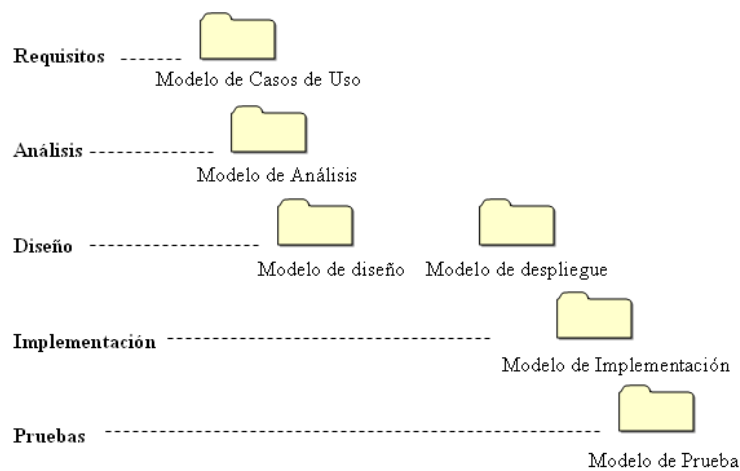 Requisitos
Modelo de Casos de Uso
Análisis
Modelo de Análisis
Diseño
Modelo de diseño
Modelo de despliegue
Implementación
Modelo de Implementación
Pruebas
Modelo de Prueba